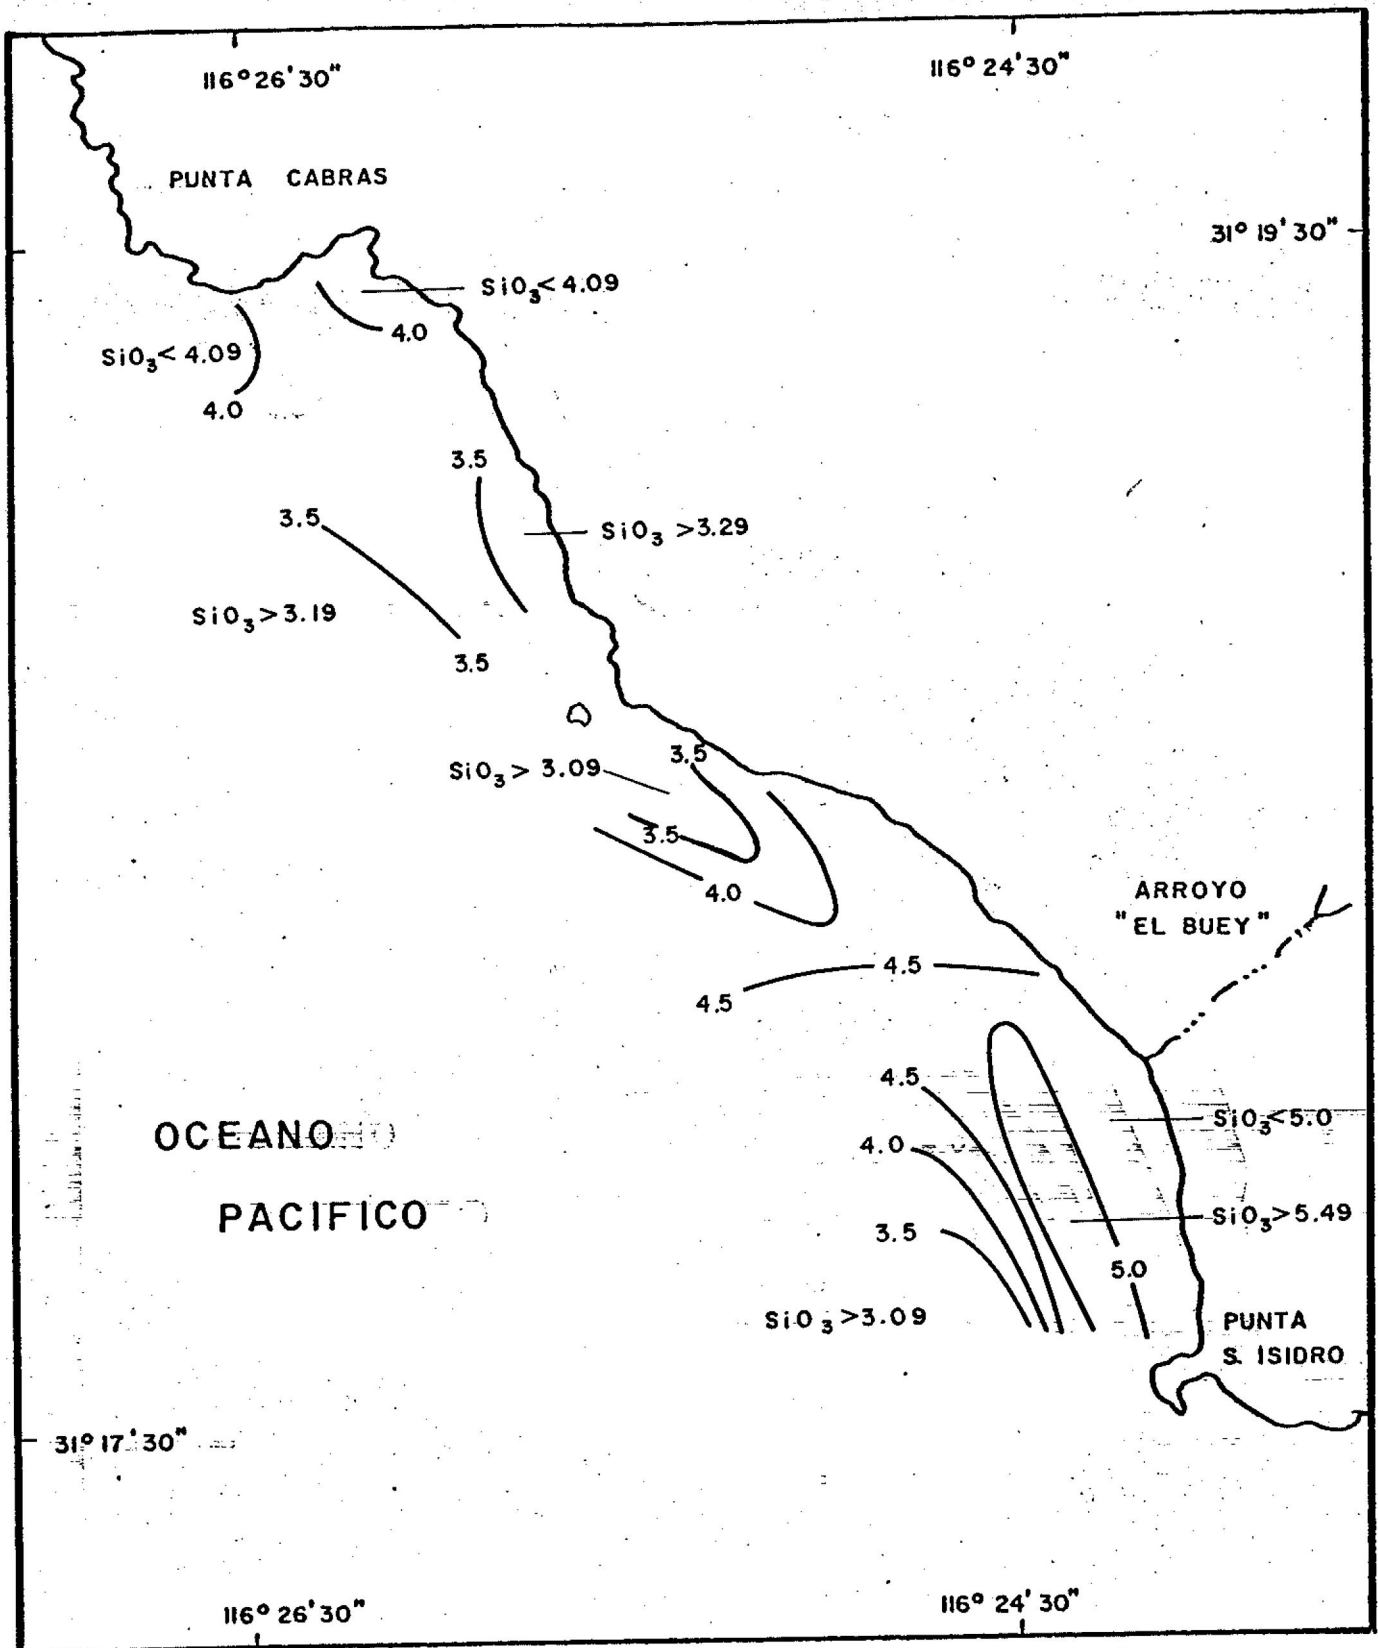 116° 26' 30"
116° 24' 30"
PUNTA CABRAS
31° 19' 30"
SiO3 < 4.09
4.0
SiO3 < 4.09
4.0
3.5
3.5
SiO3 > 3.29
SiO3 > 3.19
3.5
3.5
SiO3 > 3.09
3.5
4.0
ARROYO
"EL BUEY"
4.5
4.5
4.5
SiO3 < 5.0
OCEANO
4.0
PACIFICO
SiO3 > 5.49
3.5
5.0
SiO3 > 3.09
PUNTA
S. ISIDRO
31° 17' 30"
116° 26' 30"
116° 24' 30"